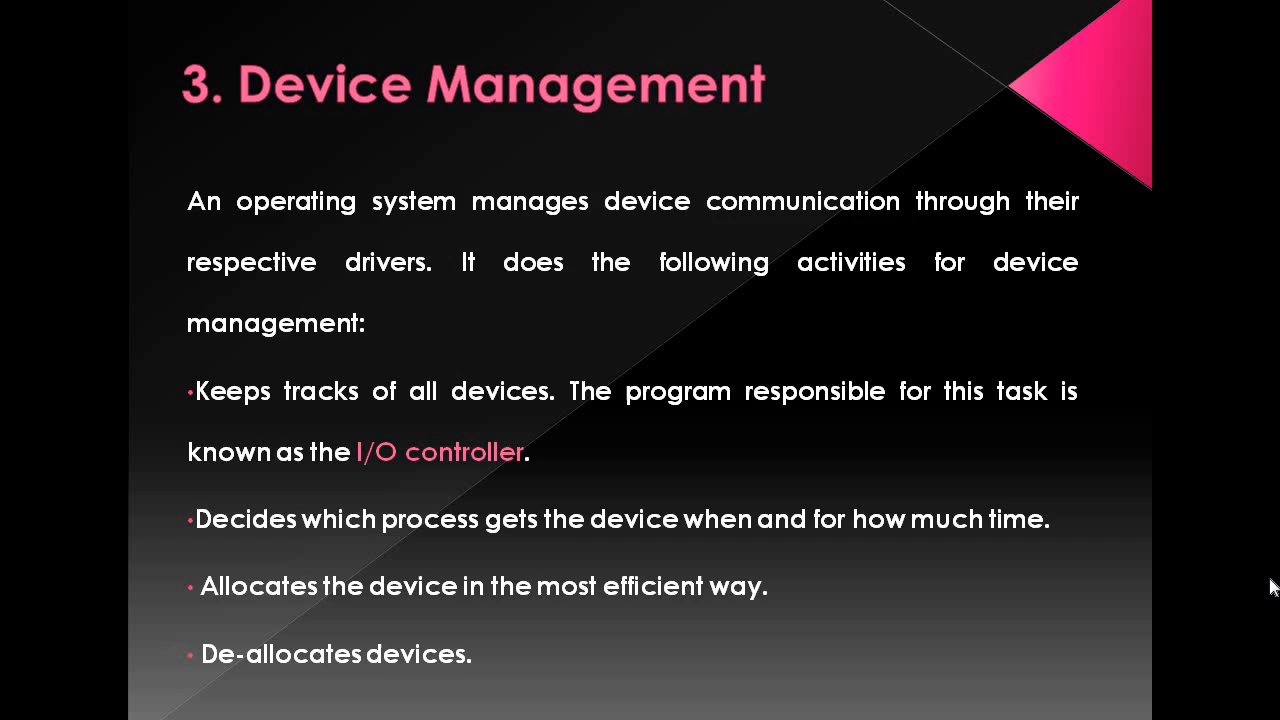 3. Device Management
An operating system manages device communication through their
respective drivers. It does the following activities for device
management:
•Keeps tracks of all devices. The program responsible for this task is
known as the I/O controller.
•Decides which process gets the device when and for how much time.
• Allocates the device in the most efficient way.
• De-allocates devices.